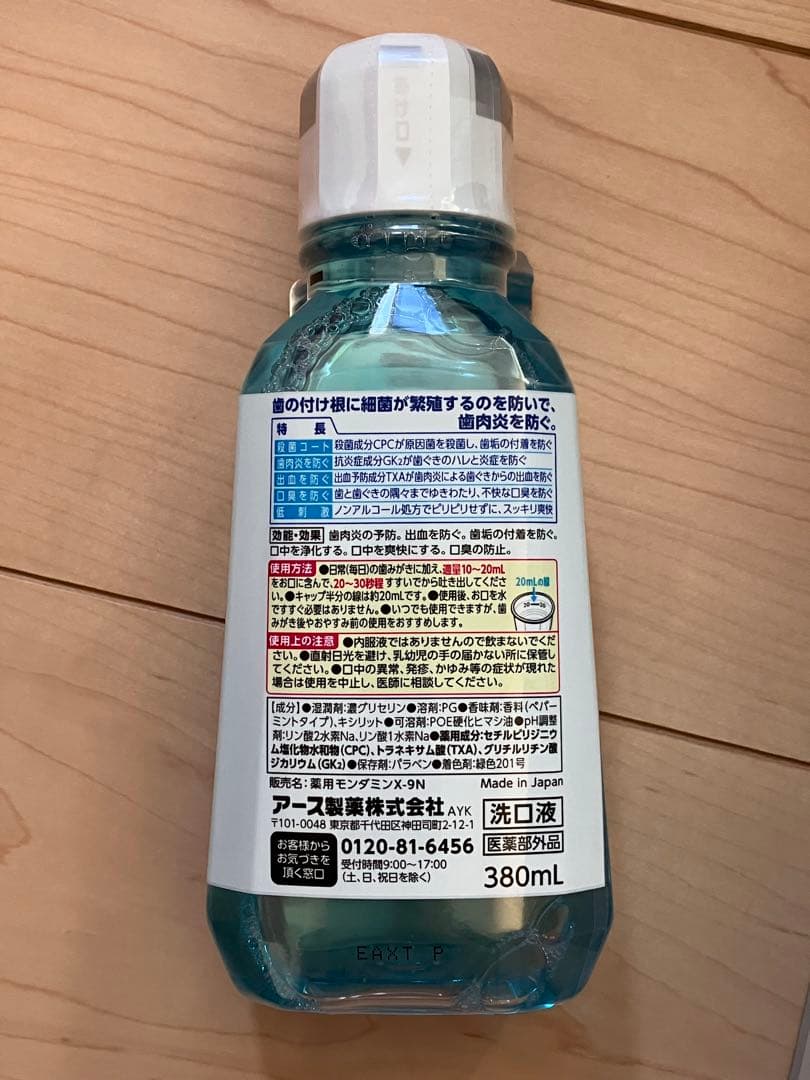 歯の付け根に細菌が繁殖するのを防いで、
歯肉炎を防ぐ。
特長
殺菌コート 殺菌成分CPCが原因菌を殺菌し、歯垢の付着を防ぐ
歯肉炎を防ぐ 抗炎症成分GK2が歯ぐきのハレと炎症を防ぐ
出血を防ぐ 出血予防成分TXAが歯肉炎による歯ぐきからの出血を防ぐ
口臭を防ぐ 歯と歯ぐきの隅々までゆきわたり、不快な口臭を防ぐ
低刺激 ノンアルコール処方でピリピリせずに、スッキリ爽快
効能・効果 歯肉炎の予防。出血を防ぐ。歯垢の付着を防ぐ。
口中を浄化する。口中を爽快にする。口臭の防止。
使用方法 ●日常(毎日)の歯みがきに加え、適量10〜20mL
をお口に含んで、20〜30秒程すすいでから吐き出してくださ
い。●キャップ半分の線は約20mLです。●使用後、お口を水
ですすぐ必要はありません。●いつでも使用できますが、歯
みがき後やおやすみ前の使用をおすすめします。
20mLの線
20 20
使用上の注意 ●内服液ではありませんので飲まないでくだ
さい。●直射日光を避け、乳幼児の手の届かない所に保管し
てください。●口中の異常、発疹、かゆみ等の症状が現れた
場合は使用を中止し、医師に相談してください。
【成分】●湿潤剤:濃グリセリン●溶剤:PG●香味剤:香料(ペパー
ミントタイプ)、キシリット●可溶剤:POE硬化ヒマシ油●pH調整
剤:リン酸2水素Na、リン酸1水素Na●薬用成分:セチルピリジニウ
ム塩化物水和物(CPC)、トラネキサム酸(TXA)、グリチルリチン酸
ジカリウム(GK2)●保存剤:パラベン●着色剤:緑色201号
販売名:薬用モンダミンX-9N Made in Japan
アース製薬株式会社 AYK
〒101-0048 東京都千代田区神田司町2-12-1
洗口液
医薬部外品
380mL
お客様から
お気づきを
頂く窓口
0120-81-6456
受付時間9:00〜17:00
(土、日、祝日を除く)
EAXT P